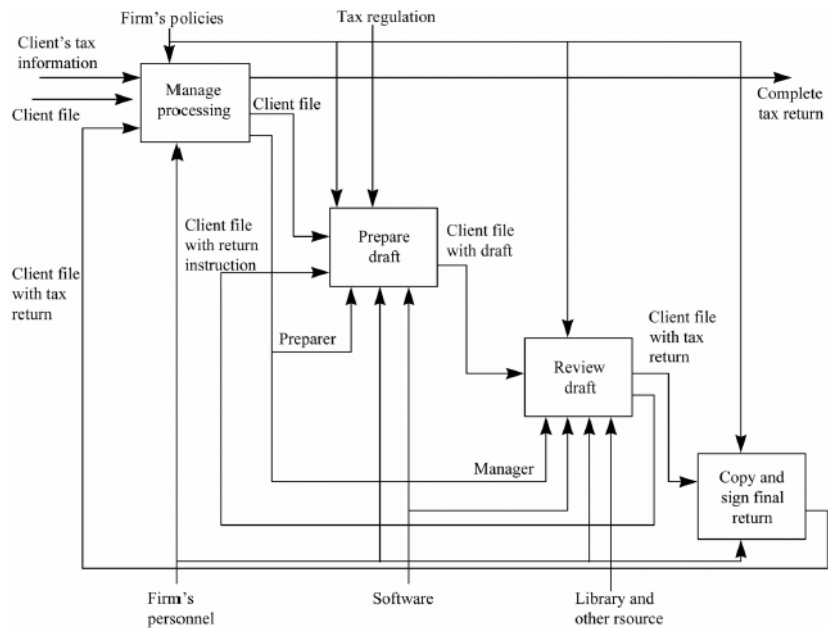 Firm's policies
Tax regulation
Client's tax
information
Client file
Manage
processing
Client file
Complete
tax return
Client file
with tax
return
Client file
with return
instruction
Prepare
draft
Client file
with draft
Preparer
Client file
with tax
return
Review
draft
Manager
Copy and
sign final
return
Firm's
personnel
Software
Library and
other rsource